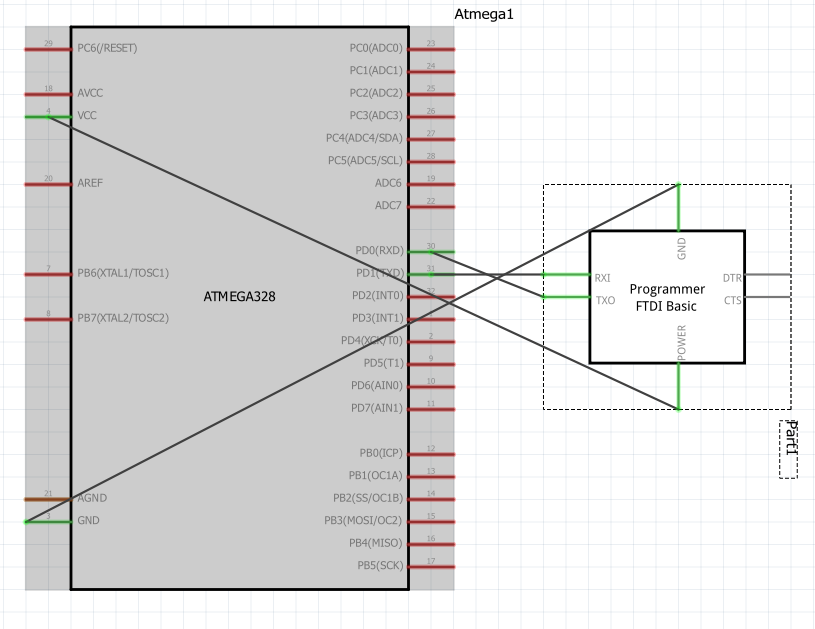 Atmega1
29 PC6(/RESET)
18 AVCC
4 VCC
20 AREF
7 PB6(XTAL1/TOSC1)
8 PB7(XTAL2/TOSC2)
21 AGND
3 GND
ATMEGA328
PC0(ADC0) 23
PC1(ADC1) 24
PC2(ADC2) 25
PC3(ADC3) 26
PC4(ADC4/SDA) 27
PC5(ADC5/SCL) 28
ADC6 19
ADC7 22
PD0(RXD) 30
PD1(TXD) 31
PD2(INT0) 32
PD3(INT1)
PD4(XCK/T0) 2
PD5(T1) 9
PD6(AIN0) 10
PD7(AIN1) 11
PB0(ICP) 12
PB1(OC1A) 13
PB2(SS/OC1B) 14
PB3(MOSI/OC2) 15
PB4(MISO) 16
PB5(SCK) 17
GND
RXI
TXO
Programmer
FTDI Basic
DTR
CTS
POWER
Part1